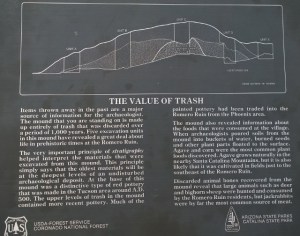 THE VALUE OF TRASH
Items thrown away in the past are a major
source of information for the archaeologist.
The mound that you are standing on is made
up entirely of trash that was discarded over
a period of 1,000 years. Five excavation units
in this mound have revealed a great deal about
life in prehistoric times at the Romero Ruin.
The very important principle of stratigraphy
helped interpret the materials that were
excavated from this mound. This principle
simply says that the oldest materials will be
at the deepest levels of an undisturbed
archaeological deposit. At the base of this
mound was a distinctive type of red pottery
that was made in the Tucson area around A.D.
500. The upper levels of trash in the mound
contained more recent pottery. Much of the
painted pottery had been traded into the
Romero Ruin from the Phoenix area.
The mound also revealed information about
the foods that were consumed at the village.
When archaeologists poured soils from the
mound into buckets of water, burned seeds
and other plant parts floated to the surface.
Agave and corn were the most common plant
foods discovered. Agave grows naturally in the
nearby Santa Catalina Mountains, but it is also
likely that it was cultivated in fields just to the
southeast of the Romero Ruin.
Discarded animal bones recovered from the
mound reveal that large animals such as deer
and bighorn sheep were hunted and consumed
by the Romero Ruin residents, but jackrabbits
were by far the most common source of meat.
UAS
USDA-FOREST SERVICE
CORONADO NATIONAL FOREST
ARIZONA STATE PARKS
CATALINA STATE PARK